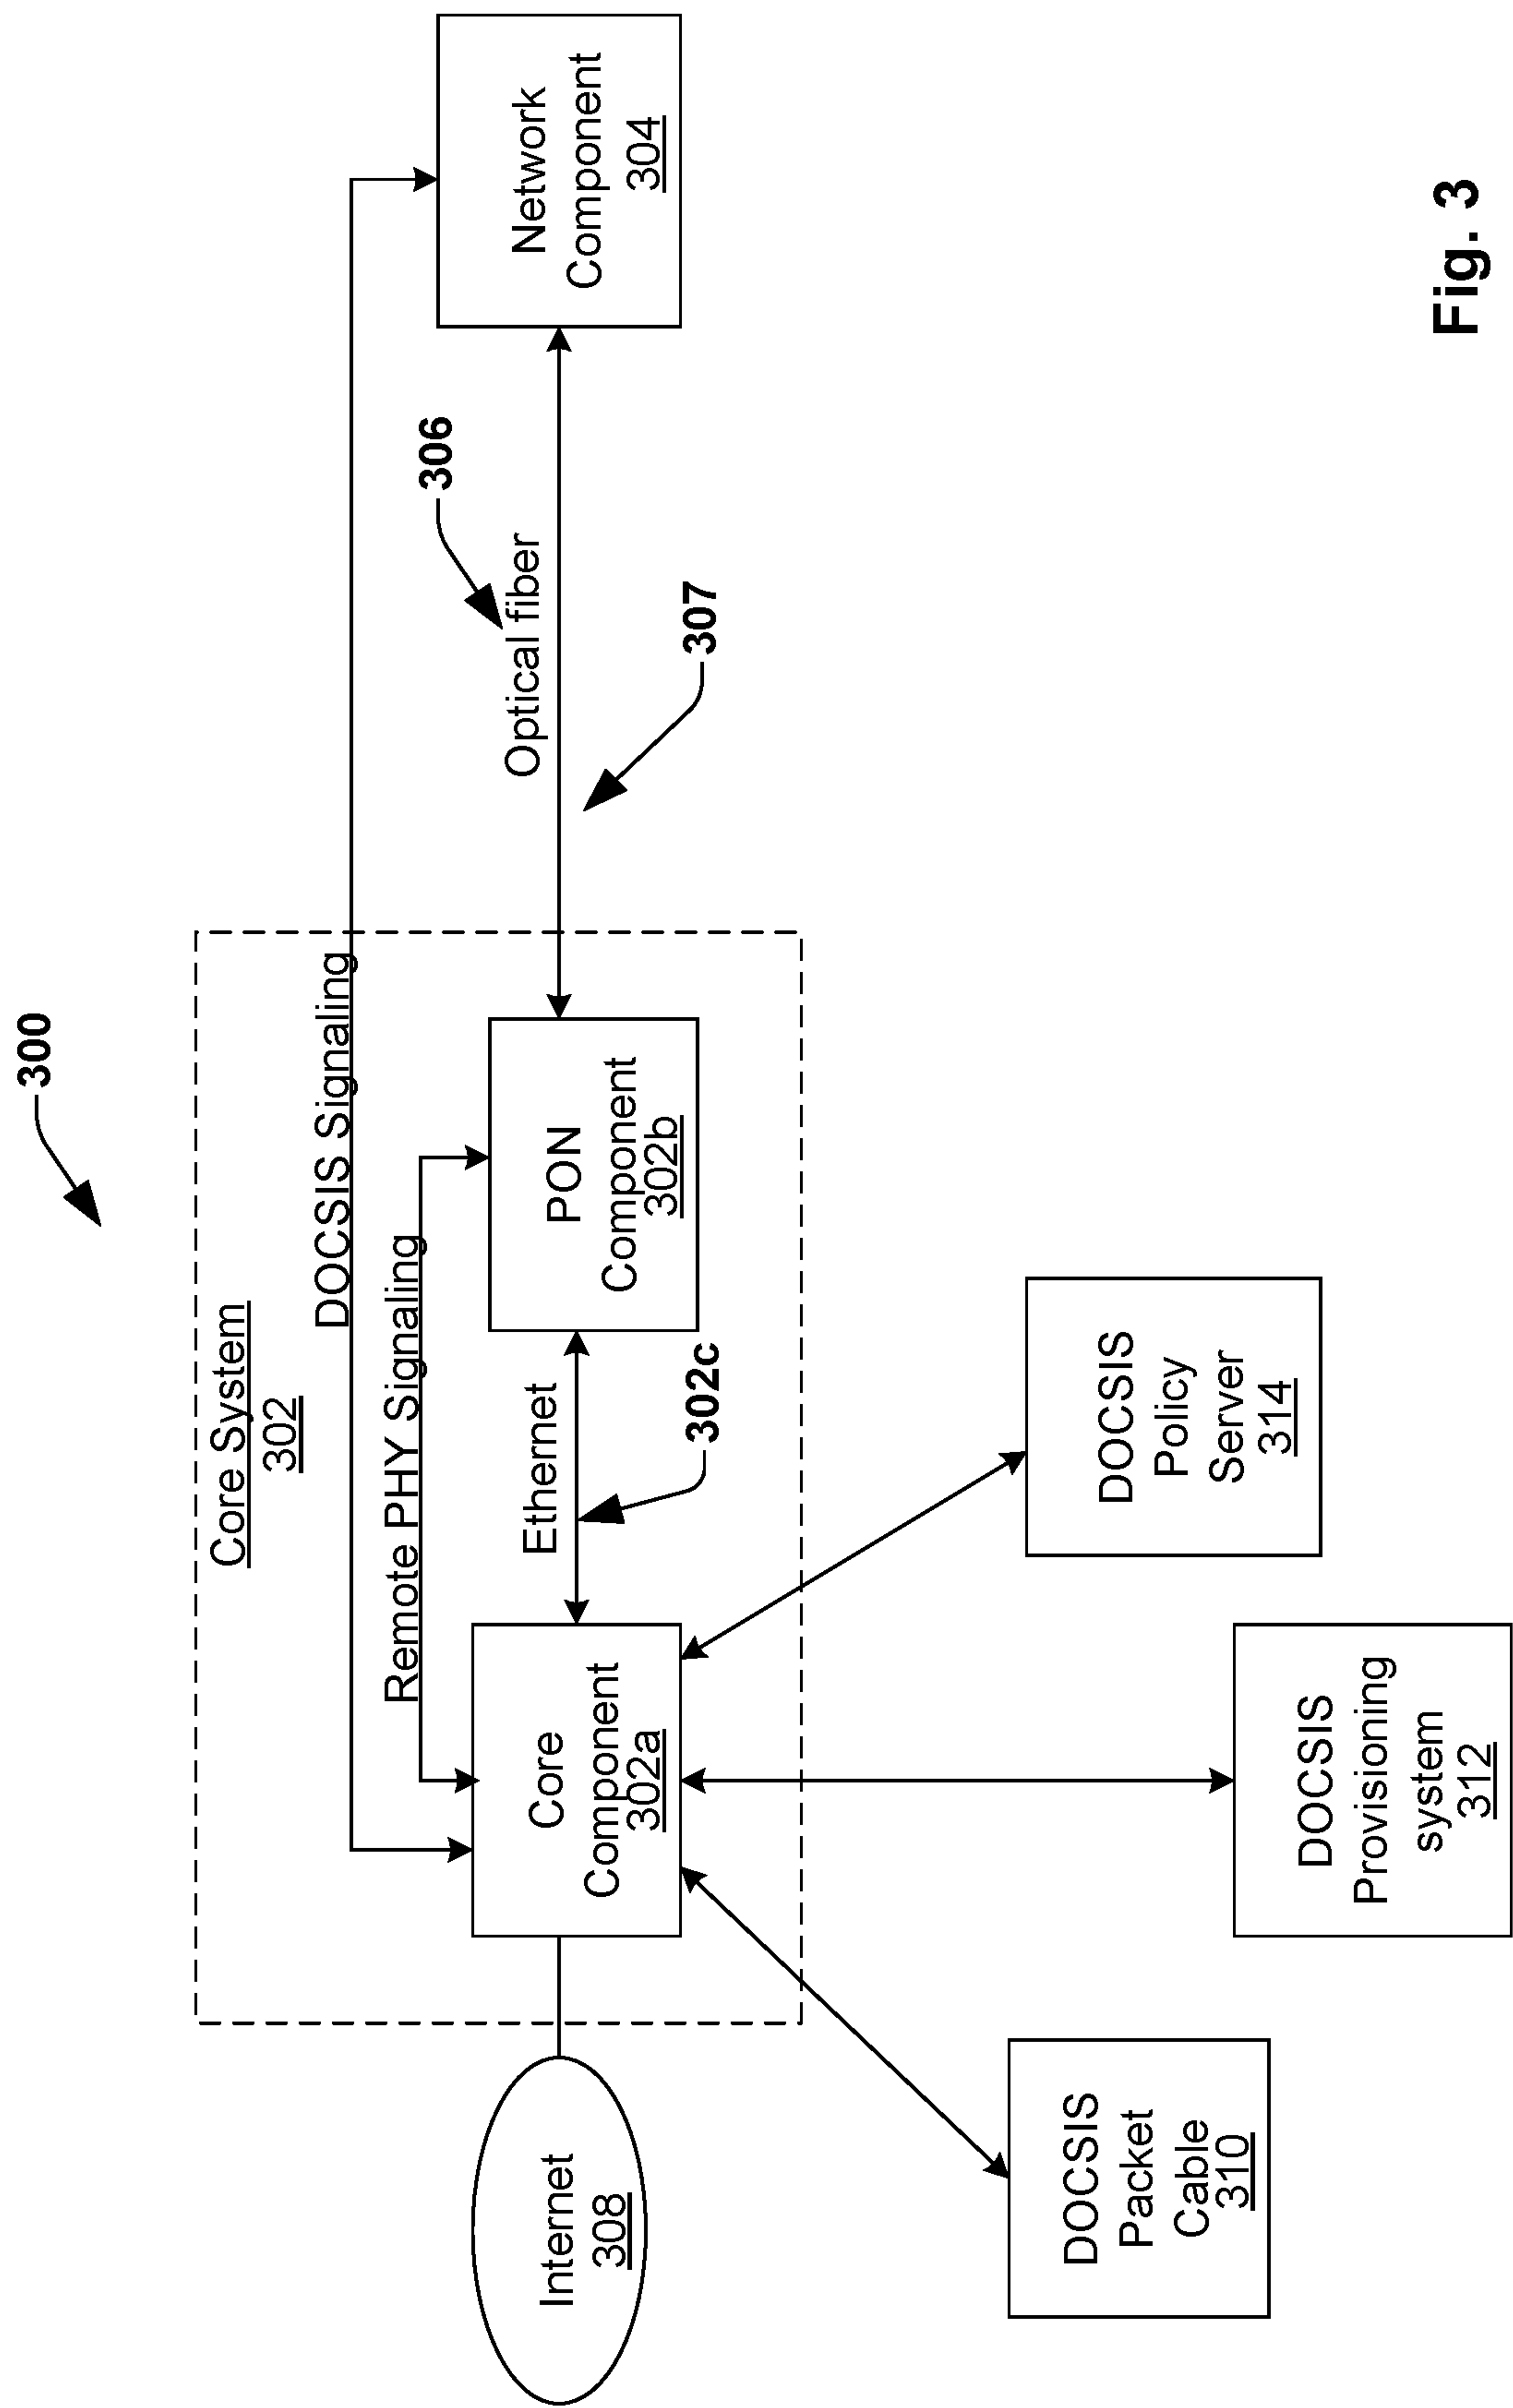 300
Core System
302
DOCSIS Signaling
Remote PHY Signaling
306
Optical fiber
307
Internet
308
Core
Component
302a
Ethernet
302c
PON
Component
302b
Network
Component
304
DOCSIS
Packet
Cable
310
DOCSIS
Provisioning
system
312
DOCSIS
Policy
Server
314
Fig. 3